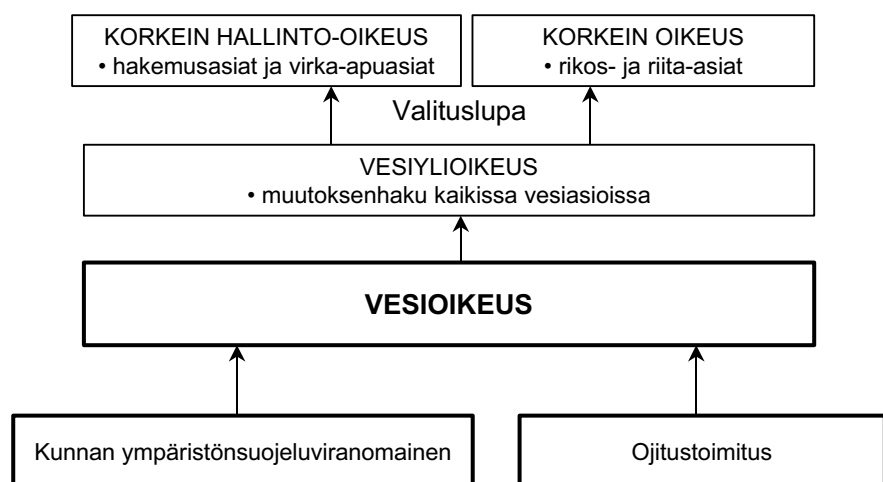 KORKEIN HALLINTO-OIKEUS
• hakemusasiat ja virka-apuasiat
KORKEIN OIKEUS
• rikos- ja riita-asiat
Valituslupa
VESIYLIOIKEUS
• muutoksenhaku kaikissa vesiasioissa
VESIOIKEUS
Kunnan ympäristönsuojeluviranomainen
Ojitustoimitus